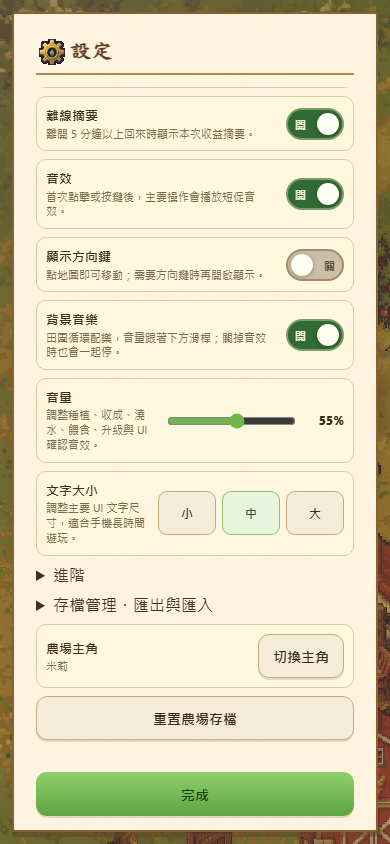 設定
離線摘要
離開 5 分鐘以上回來時顯示本次收益摘要。
開
音效
首次點擊或按鍵後，主要操作會播放短促音
效。
開
顯示方向鍵
點地圖即可移動；需要方向鍵時再開啟顯示。
關
背景音樂
田園循環配樂，音量跟著下方滑桿；關掉音效
時也會一起停。
開
音量
調整種植、收成、澆
水、餵食、升級與 UI
確認音效。
55%
文字大小
調整主要 UI 文字尺
寸，適合手機長時間
遊玩。
小
中
大
▶ 進階
▶ 存檔管理 · 匯出與匯入
農場主角
米莉
切換主角
重置農場存檔
完成